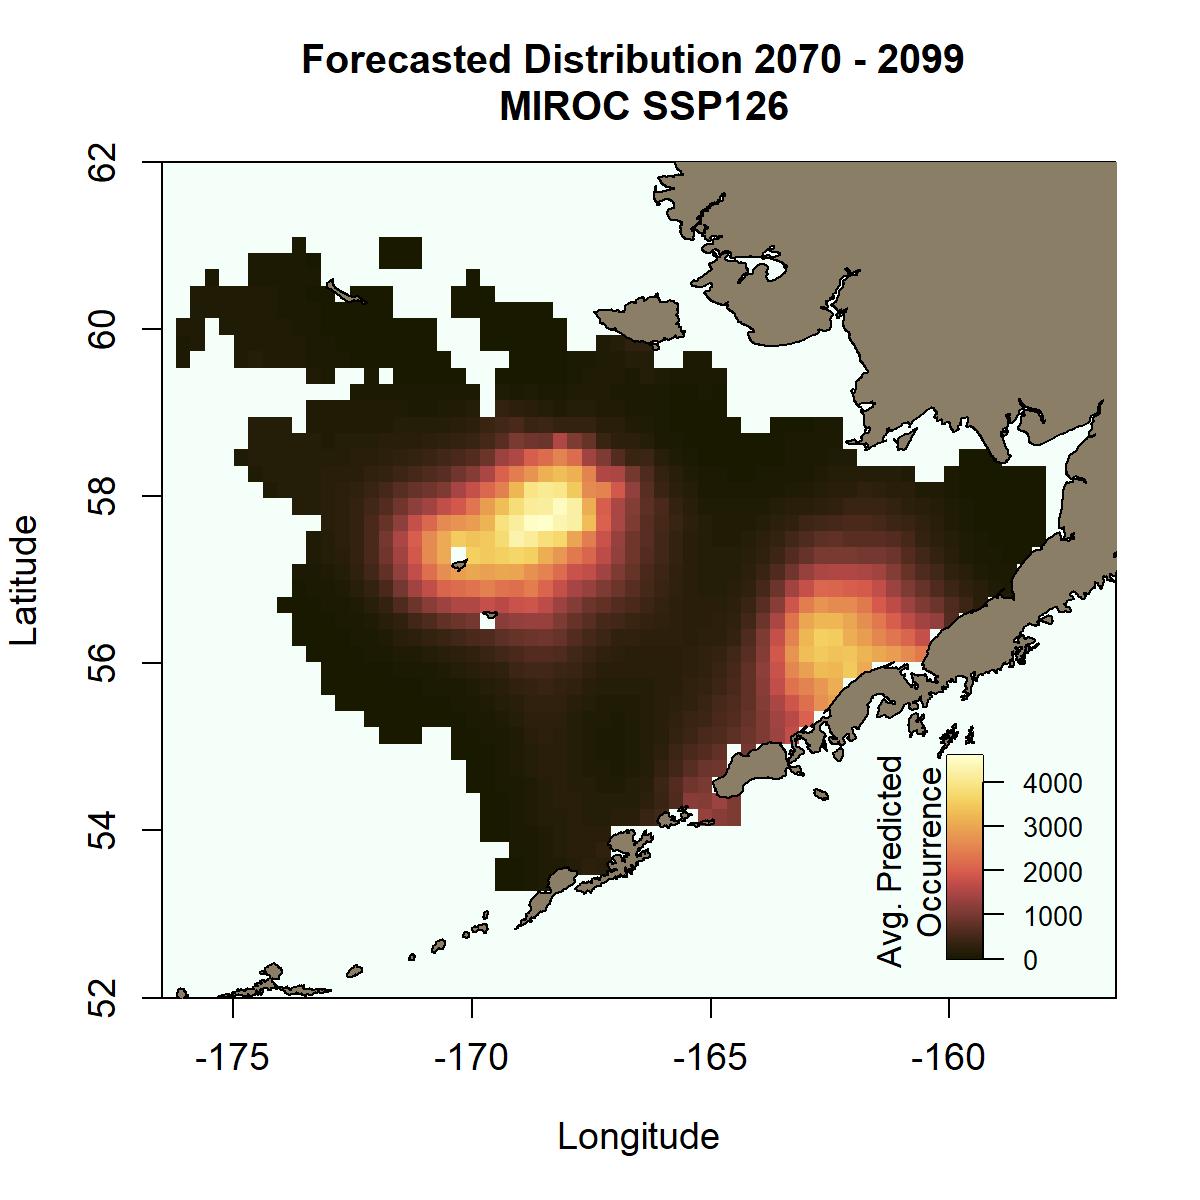 Forecasted Distribution 2070 - 2099
MIROC SSP126
62
60
58
56
54
52
Latitude
-175
-170
-165
-160
Longitude
Avg. Predicted
Occurrence
4000
3000
2000
1000
0